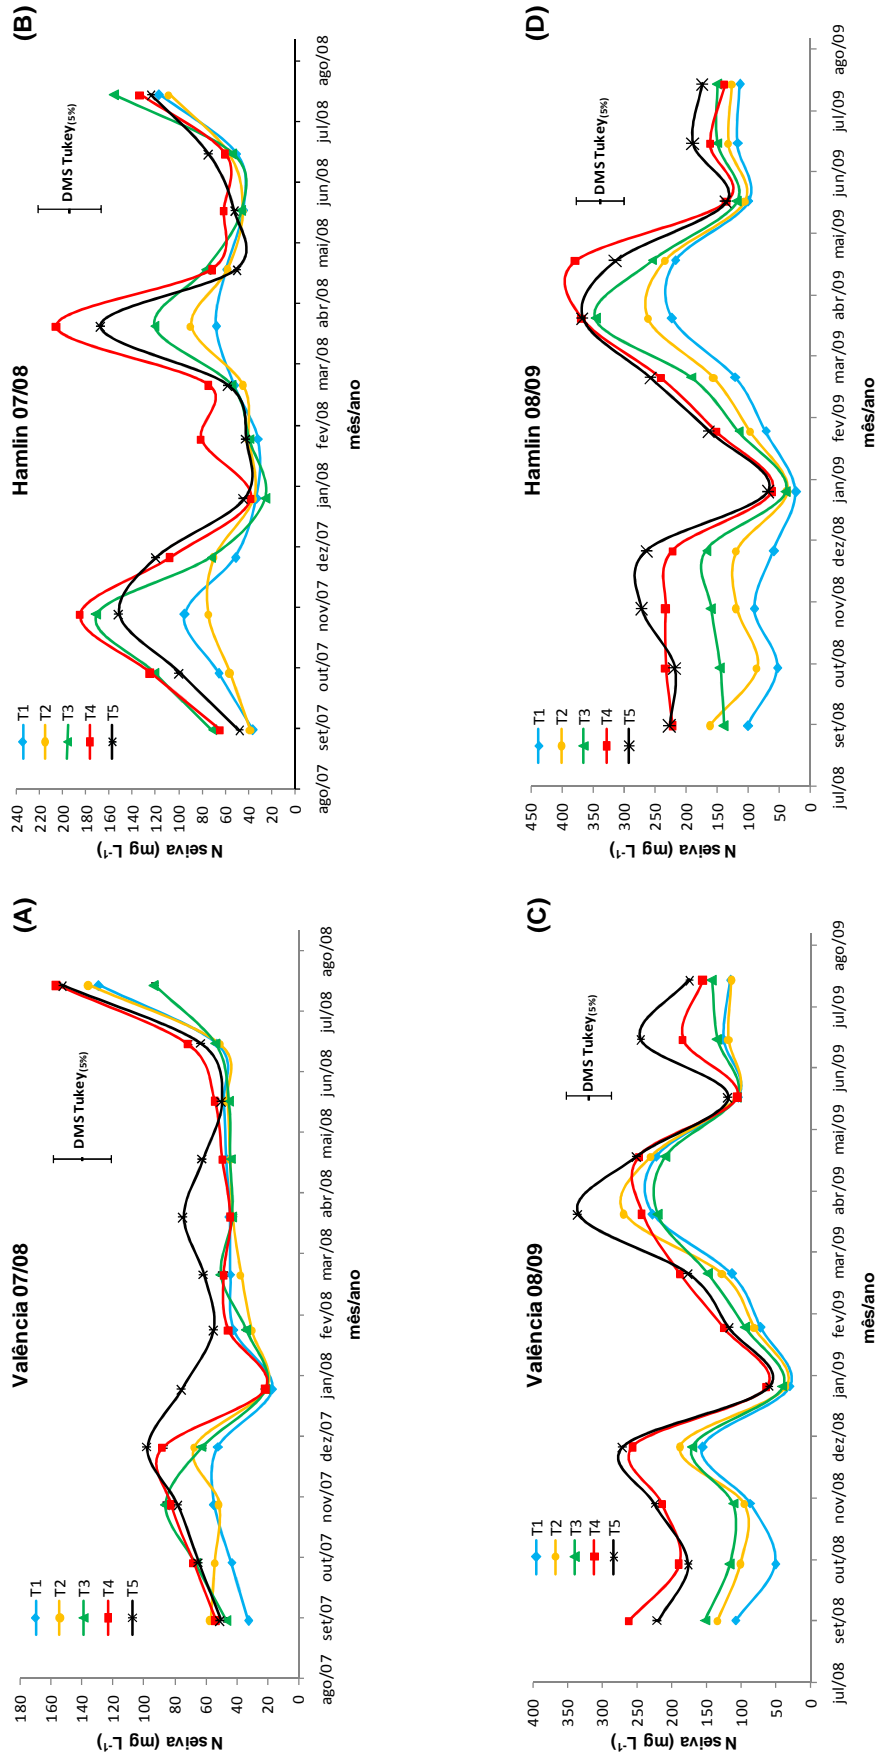 Valência 07/08
(A)
N seiva (mg L-1)
180
160
140
120
100
80
60
40
20
0
T1
T2
T3
T4
T5
DMS Tukey(5%)
ago/07 set/07 out/07 nov/07 dez/07 jan/08 fev/08 mar/08 abr/08 mai/08 jun/08 jul/08 ago/08
mês/ano
Hamlin 07/08
(B)
N seiva (mg L-1)
240
220
200
180
160
140
120
100
80
60
40
20
0
T1
T2
T3
T4
T5
DMS Tukey(5%)
ago/07 set/07 out/07 nov/07 dez/07 jan/08 fev/08 mar/08 abr/08 mai/08 jun/08 jul/08 ago/08
mês/ano
Valência 08/09
(C)
N seiva (mg L-1)
400
350
300
250
200
150
100
50
0
T1
T2
T3
T4
T5
DMS Tukey(5%)
jul/08 set/08 out/08 nov/08 dez/08 jan/09 fev/09 mar/09 abr/09 mai/09 jun/09 jul/09 ago/09
mês/ano
Hamlin 08/09
(D)
N seiva (mg L-1)
450
400
350
300
250
200
150
100
50
0
T1
T2
T3
T4
T5
DMS Tukey(5%)
jul/08 set/08 out/08 nov/08 dez/08 jan/09 fev/09 mar/09 abr/09 mai/09 jun/09 jul/09 ago/09
mês/ano